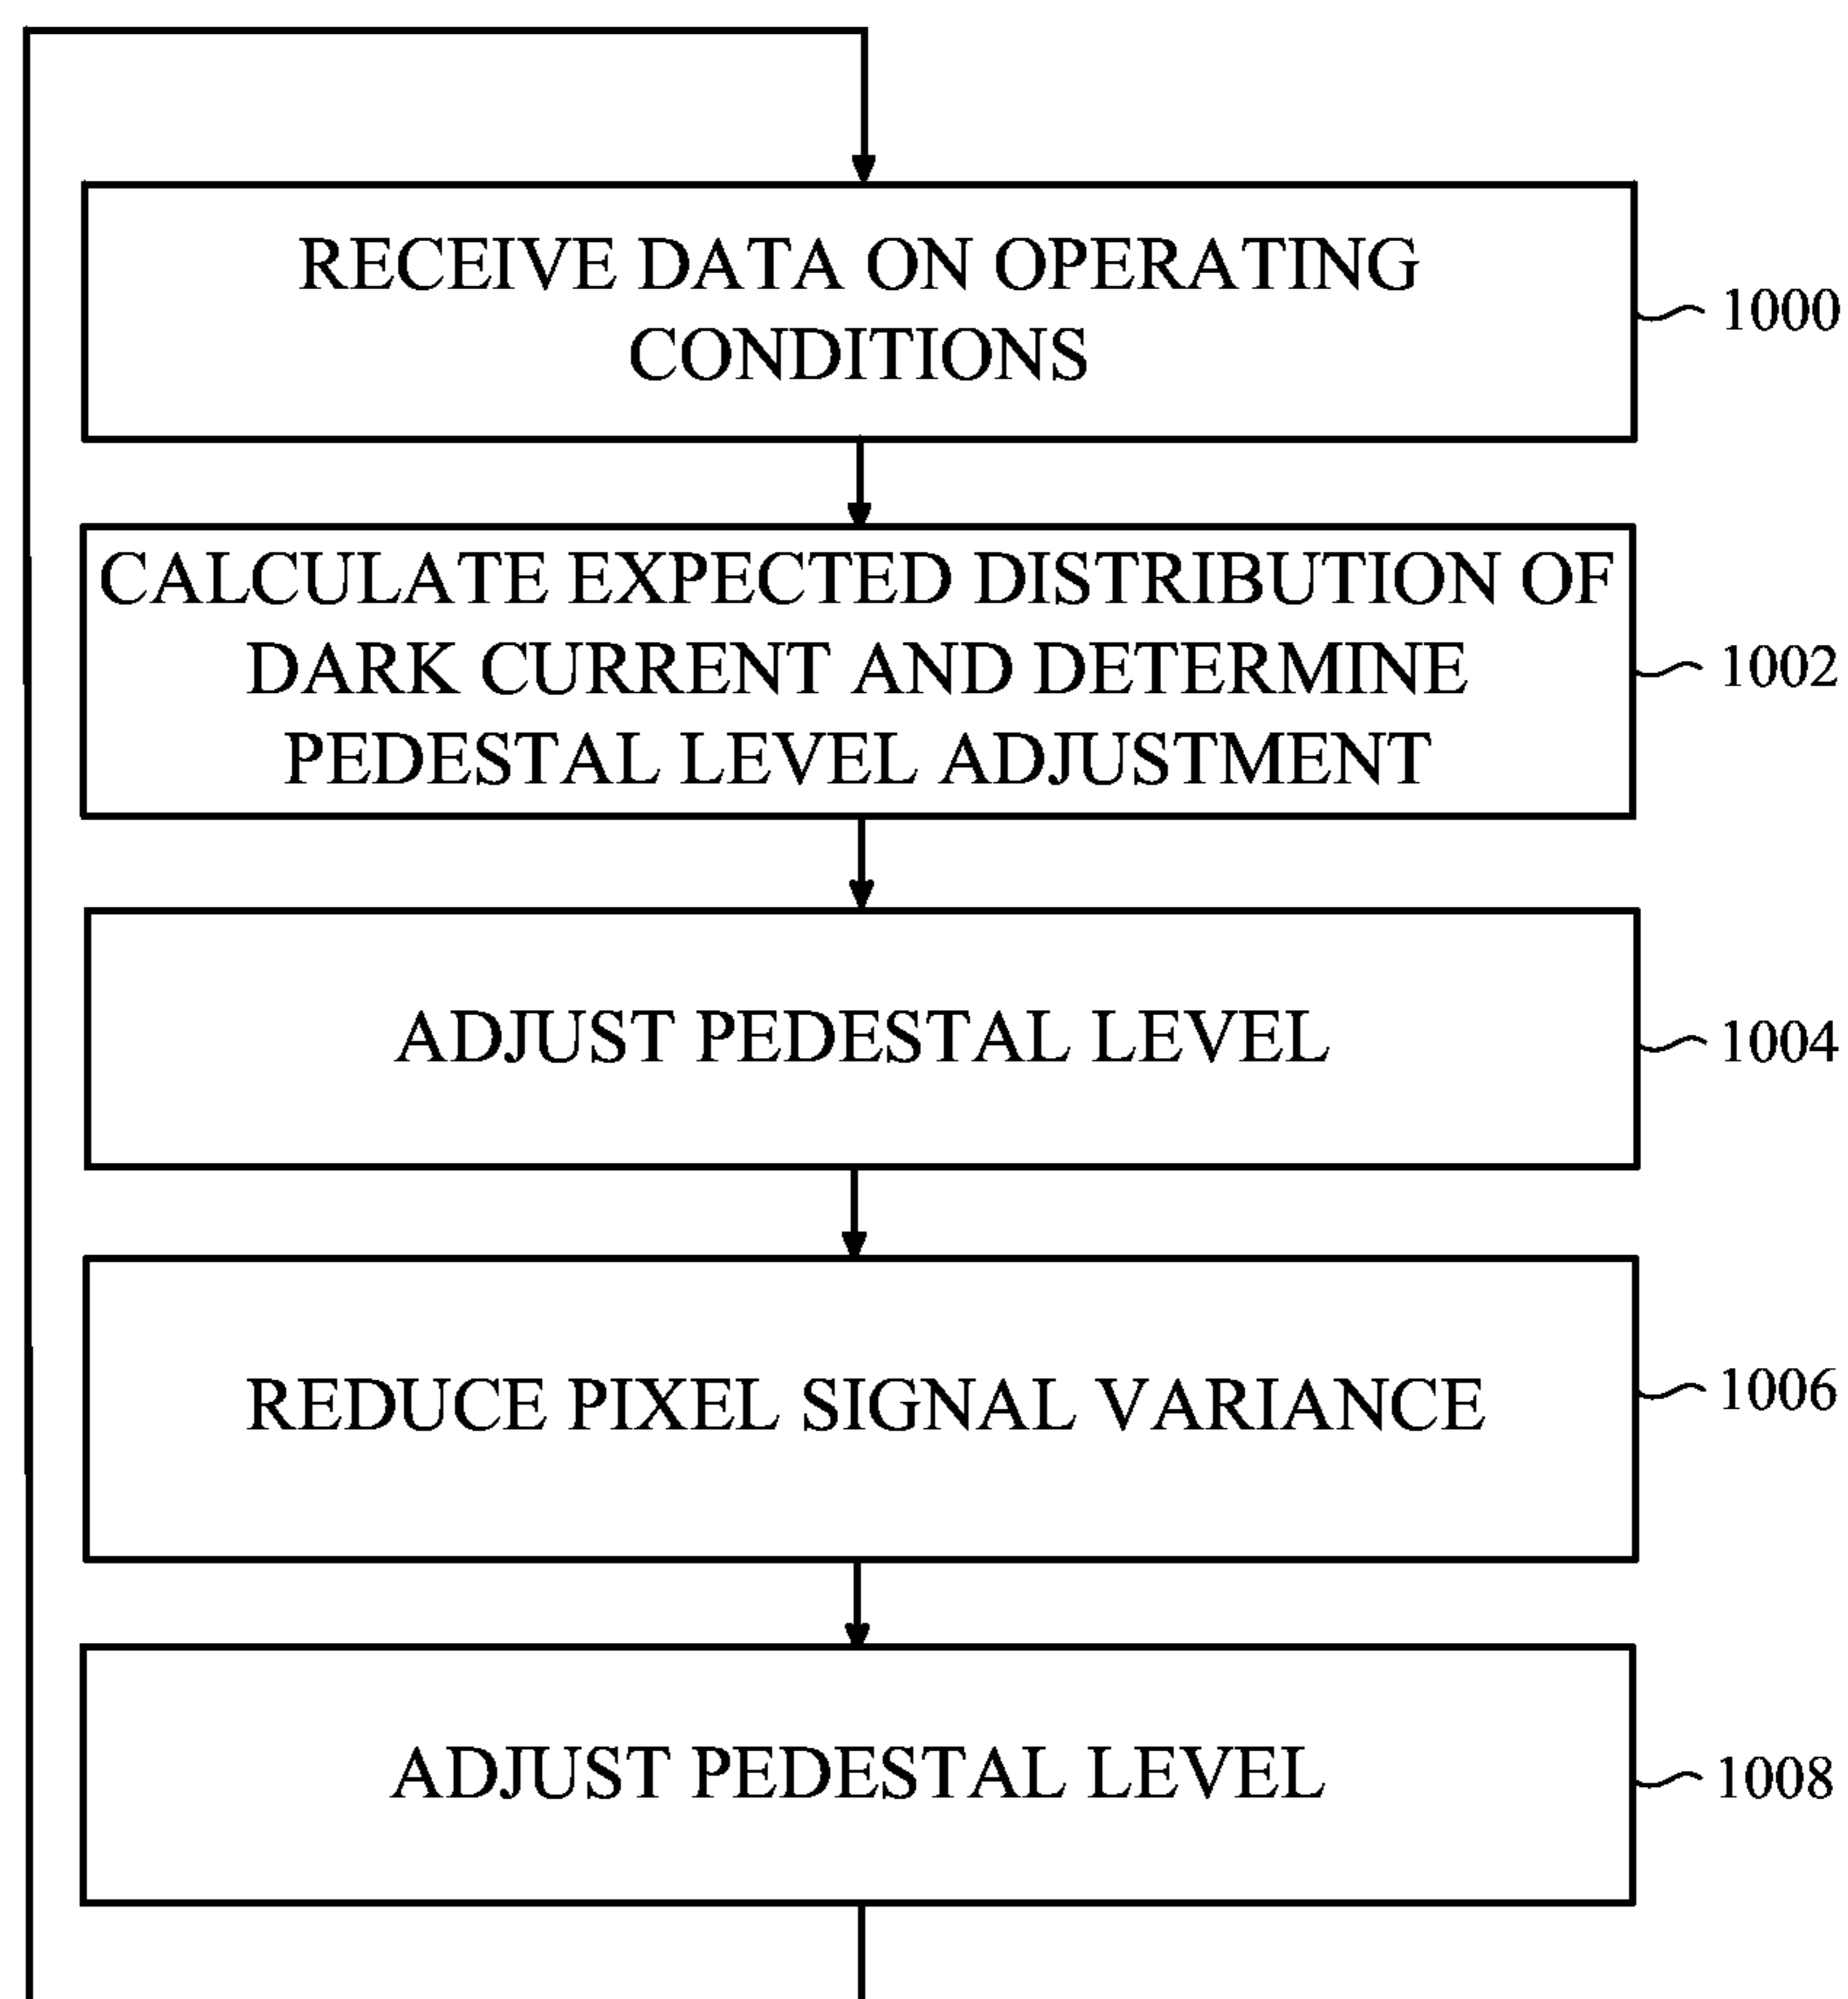 RECEIVE DATA ON OPERATING
CONDITIONS
1000
CALCULATE EXPECTED DISTRIBUTION OF
DARK CURRENT AND DETERMINE
PEDESTAL LEVEL ADJUSTMENT
1002
ADJUST PEDESTAL LEVEL
1004
REDUCE PIXEL SIGNAL VARIANCE
1006
ADJUST PEDESTAL LEVEL
1008